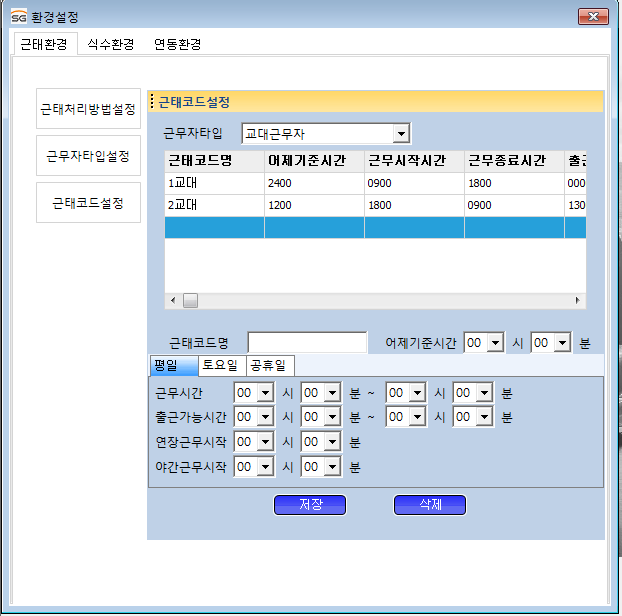 SG 환경설정
근태환경 식수환경 연동환경
근태처리방법설정
근무자타입설정
근태코드설정
근태코드설정
근무자타입 교대근무자
근태코드명 어제기준시간 근무시작시간 근무종료시간 출근
1교대 2400 0900 1800 000
2교대 1200 1800 0900 130
근태코드명 어제기준시간 00 시 00 분
평일 토요일 공휴일
근무시간 00 시 00 분 ~ 00 시 00 분
출근가능시간 00 시 00 분 ~ 00 시 00 분
연장근무시작 00 시 00 분
야간근무시작 00 시 00 분
저장 삭제